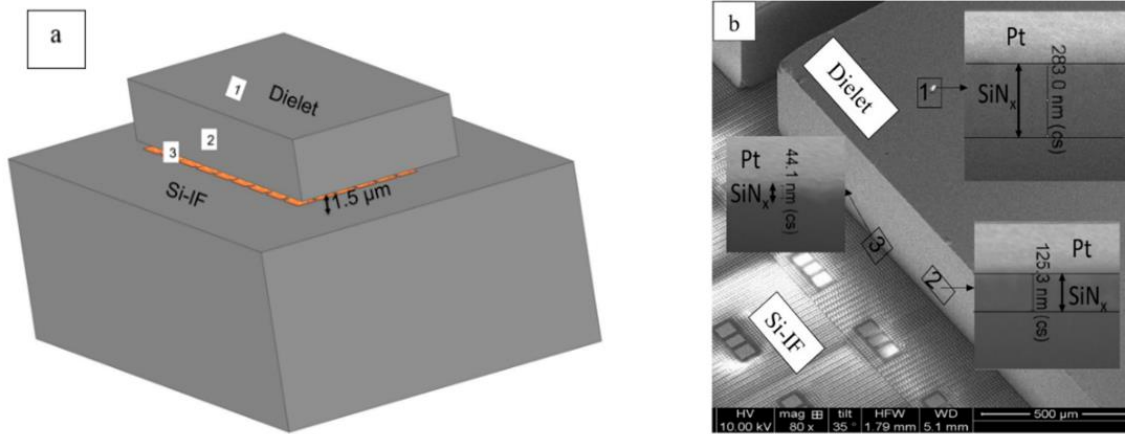 a
1
Dielet
2
3
Si-IF
1.5 µm
b
Dielet
1
Pt
SiNx
283.0 nm (cs)
Pt
SiNx
44.1 nm (cs)
3
2
Pt
SiNx
125.3 nm (cs)
Si-IF
HV mag ⊞ tilt HFW WD
10.00 kV 80 x 35 ° 1.79 mm 5.1 mm 500 µm